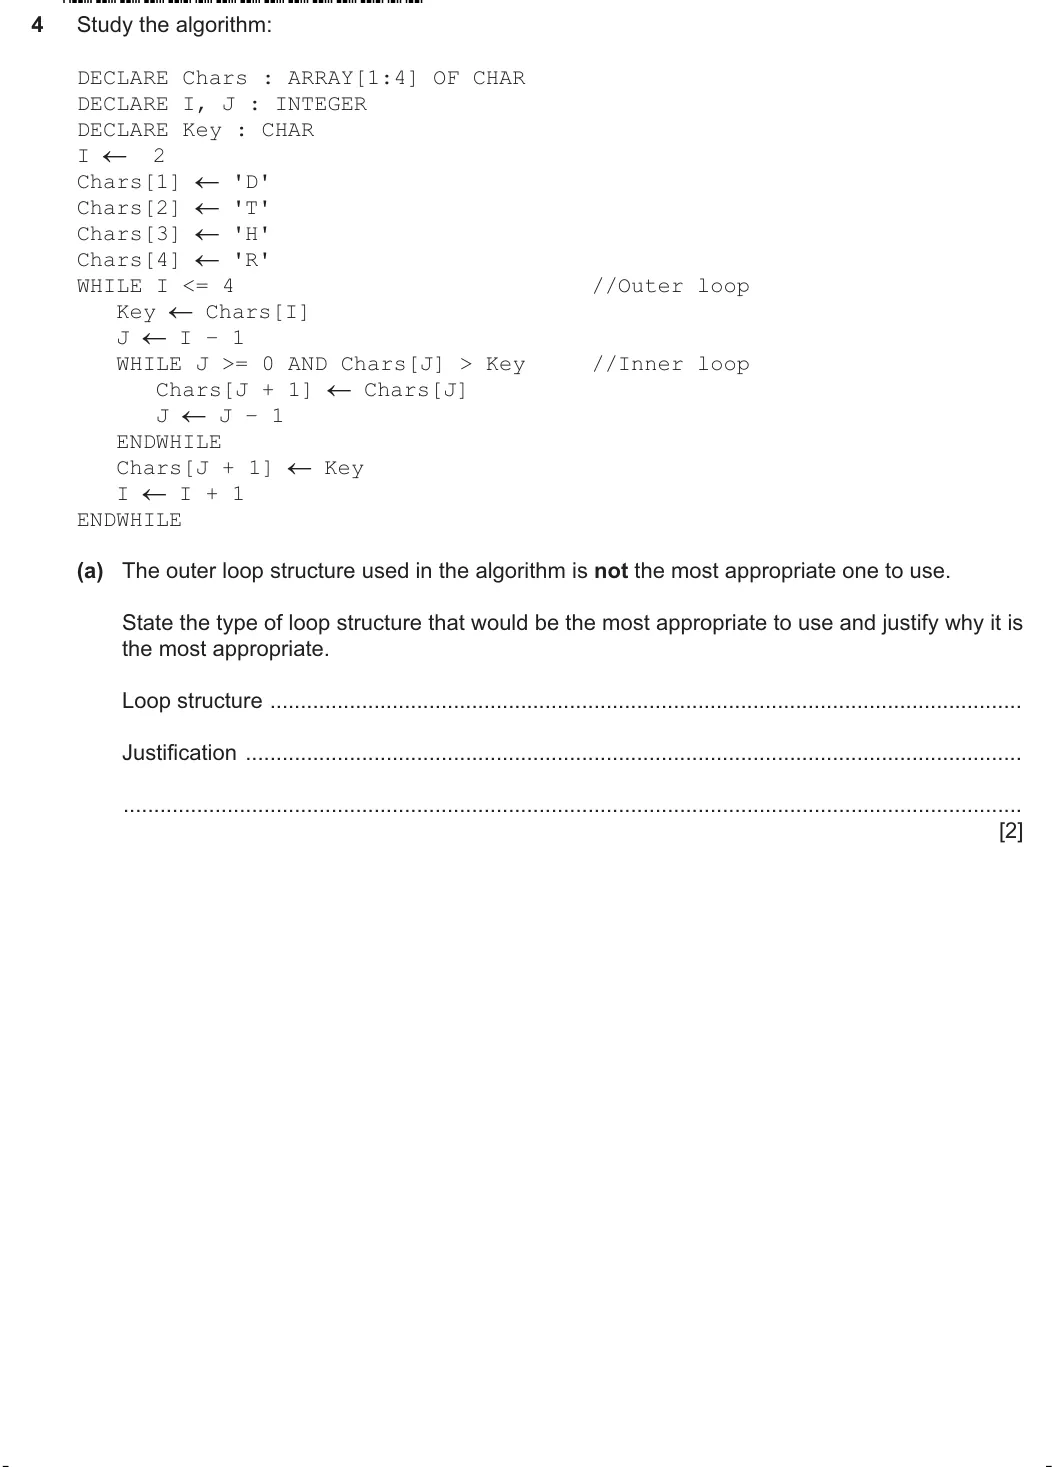 4 Study the algorithm:
DECLARE Chars : ARRAY[1:4] OF CHAR
DECLARE I, J : INTEGER
DECLARE Key : CHAR
I ← 2
Chars[1] ← 'D'
Chars[2] ← 'T'
Chars[3] ← 'H'
Chars[4] ← 'R'
WHILE I <= 4 //Outer loop
Key ← Chars[I]
J ← I – 1
WHILE J >= 0 AND Chars[J] > Key //Inner loop
Chars[J + 1] ← Chars[J]
J ← J – 1
ENDWHILE
Chars[J + 1] ← Key
I ← I + 1
ENDWHILE
(a) The outer loop structure used in the algorithm is not the most appropriate one to use.
State the type of loop structure that would be the most appropriate to use and justify why it is
the most appropriate.
Loop structure ....................................................................................................
Justification ....................................................................................................
....................................................................................................
[2]